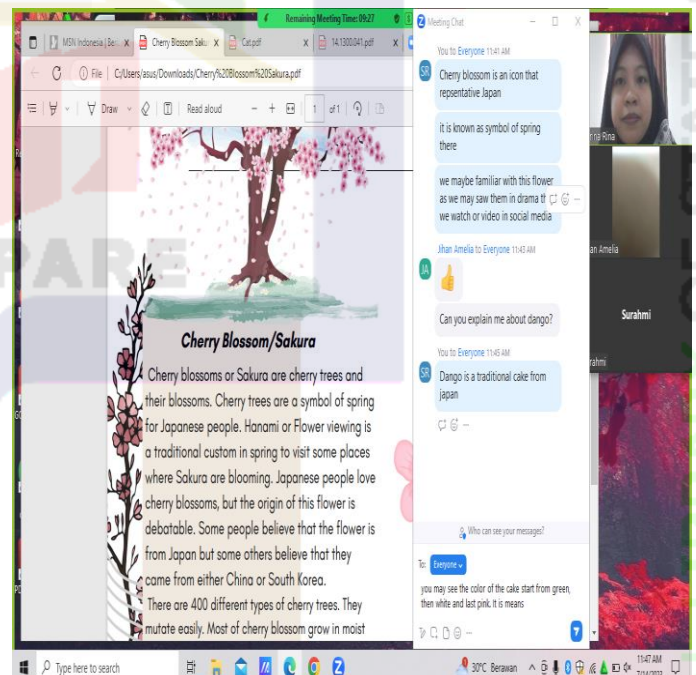 Remaining Meeting Time: 09:27
MSN Indonesia | Ber
Cherry Blossom Saku
Cat.pdf
14.1300.041.pdf
File
C:/Users/asus/Downloads/Cherry%20Blossom%20Sakura.pdf
Draw
Read aloud
1
of 1
PARE
Cherry Blossom/Sakura
Cherry blossoms or Sakura are cherry trees and
their blossoms. Cherry trees are a symbol of spring
for Japanese people. Hanami or Flower viewing is
a traditional custom in spring to visit some places
where Sakura are blooming. Japanese people love
cherry blossoms, but the origin of this flower is
debatable. Some people believe that the flower is
from Japan but some others believe that they
came from either China or South Korea.
There are 400 different types of cherry trees. They
mutate easily. Most of cherry blossom grow in moist
Meeting Chat
You to Everyone 11:41 AM
SR
Cherry blossom is an icon that
repsentative Japan
it is known as symbol of spring
there
we maybe familiar with this flower
as we may saw them in drama th
we watch or video in social media
Jihan Amelia to Everyone 11:43 AM
JA
Can you explain me about dango?
You to Everyone 11:45 AM
SR
Dango is a traditional cake from
japan
Who can see your messages?
To: Everyone
you may see the color of the cake start from green,
then white and last pink. It is means
an Amelia
Surahmi
rahmi
Type here to search
30°C Berawan
11:47 AM